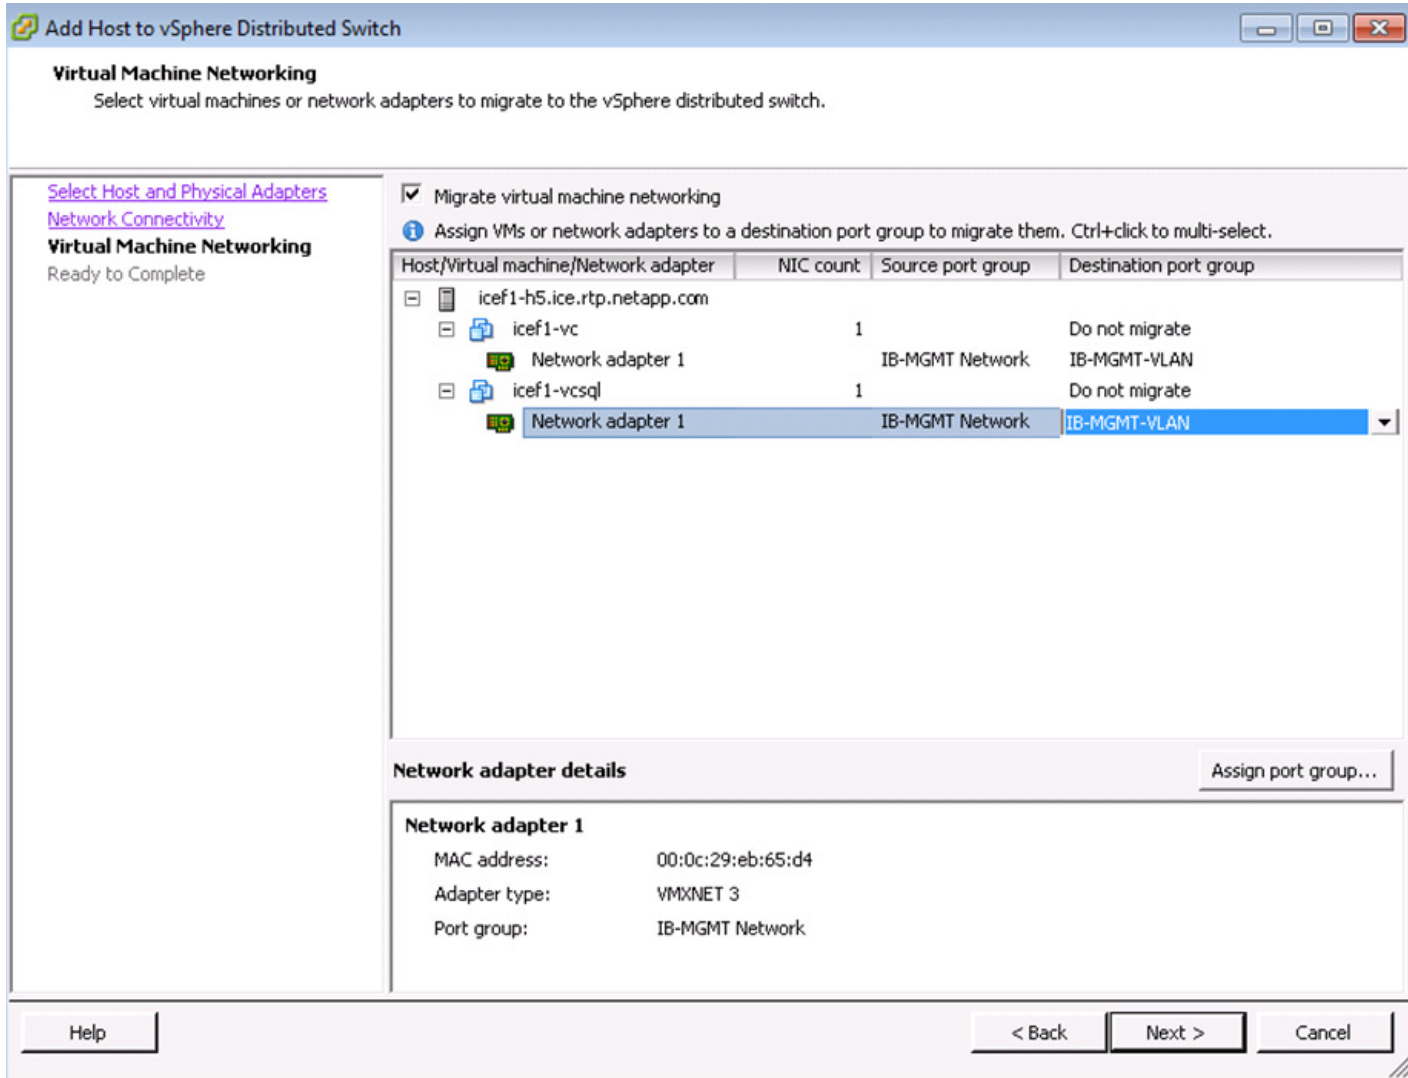 Add Host to vSphere Distributed Switch
Virtual Machine Networking
Select virtual machines or network adapters to migrate to the vSphere distributed switch.
Select Host and Physical Adapters
Network Connectivity
Virtual Machine Networking
Ready to Complete
Migrate virtual machine networking
Assign VMs or network adapters to a destination port group to migrate them. Ctrl+click to multi-select.
Host/Virtual machine/Network adapter NIC count Source port group Destination port group
icef1-h5.ice.rtp.netapp.com
icef1-vc 1 Do not migrate
Network adapter 1 IB-MGMT Network IB-MGMT-VLAN
icef1-vcsql 1 Do not migrate
Network adapter 1 IB-MGMT Network IB-MGMT-VLAN
Network adapter details
Assign port group...
Network adapter 1
MAC address: 00:0c:29:eb:65:d4
Adapter type: VMXNET 3
Port group: IB-MGMT Network
Help < Back Next > Cancel